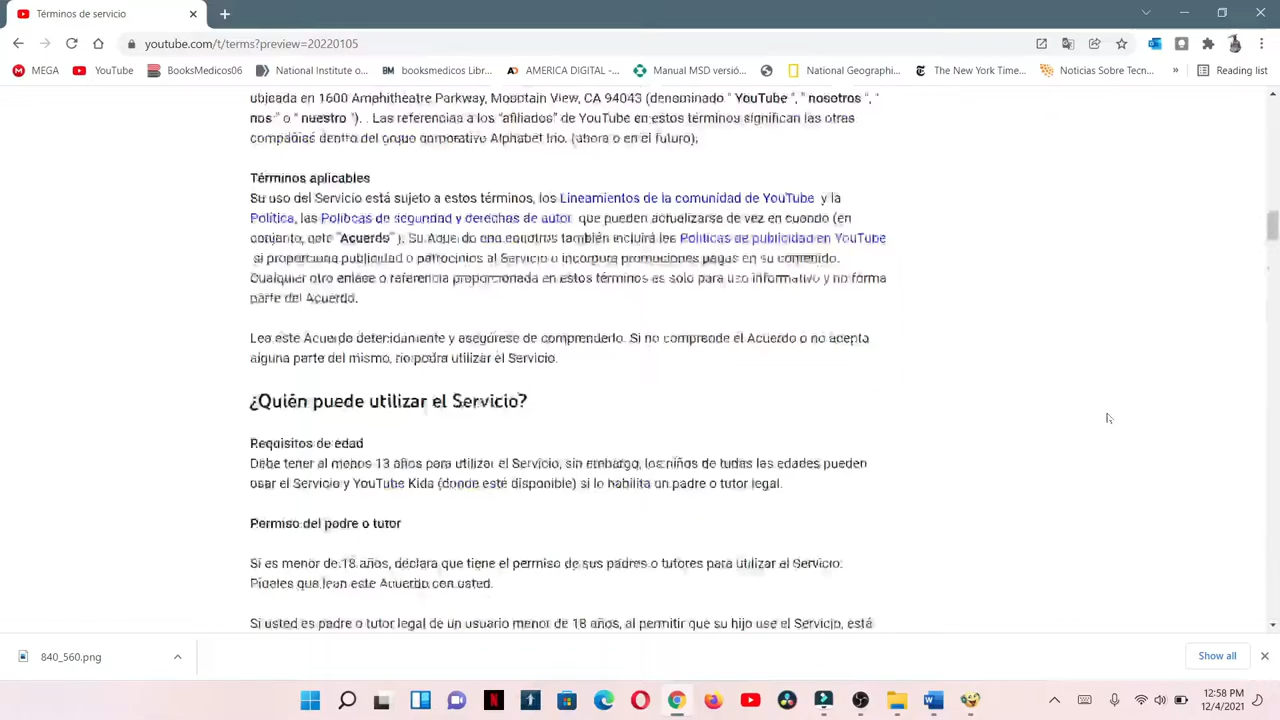 Términos de servicio
youtube.com/t/terms?preview=20220105
MEGA
YouTube
BooksMedicos06
National Institute o...
booksmedicos Libr...
AMERICA DIGITAL -...
Manual MSD versió...
National Geographi...
The New York Time...
Noticias Sobre Tecn...
»
Reading list
ubicada en 1600 Amphitheatre Parkway, Mountain View, CA 94043 (denominado " YouTube ", " nosotros ", "
nos " o " nuestro "). . Las referencias a los "afiliados" de YouTube en estos términos significan las otras
compañías dentro del grupo corporativo Alphabet Inc. (ahora o en el futuro).
Términos aplicables
Su uso del Servicio está sujeto a estos términos, los Lineamientos de la comunidad de YouTube y la
Política, las Políticas de seguridad y derechos de autor que pueden actualizarse de vez en cuando (en
conjunto, este "Acuerdo" ). Su Acuerdo con nosotros también incluirá las Políticas de publicidad en YouTube
si proporciona publicidad o patrocinios al Servicio o incorpora promociones pagas en su contenido.
Cualquier otro enlace o referencia proporcionada en estos términos es solo para uso informativo y no forma
parte del Acuerdo.
Lea este Acuerdo detenidamente y asegúrese de comprenderlo. Si no comprende el Acuerdo o no acepta
alguna parte del mismo, no podrá utilizar el Servicio.
¿Quién puede utilizar el Servicio?
Requisitos de edad
Debe tener al menos 13 años para utilizar el Servicio; sin embargo, los niños de todas las edades pueden
usar el Servicio y YouTube Kids (donde esté disponible) si lo habilita un padre o tutor legal.
Permiso del padre o tutor
Si es menor de 18 años, declara que tiene el permiso de sus padres o tutores para utilizar el Servicio.
Pídales que lean este Acuerdo con usted.
Si usted es padre o tutor legal de un usuario menor de 18 años, al permitir que su hijo use el Servicio, está
840_560.png
Show all
12:58 PM
12/4/2021